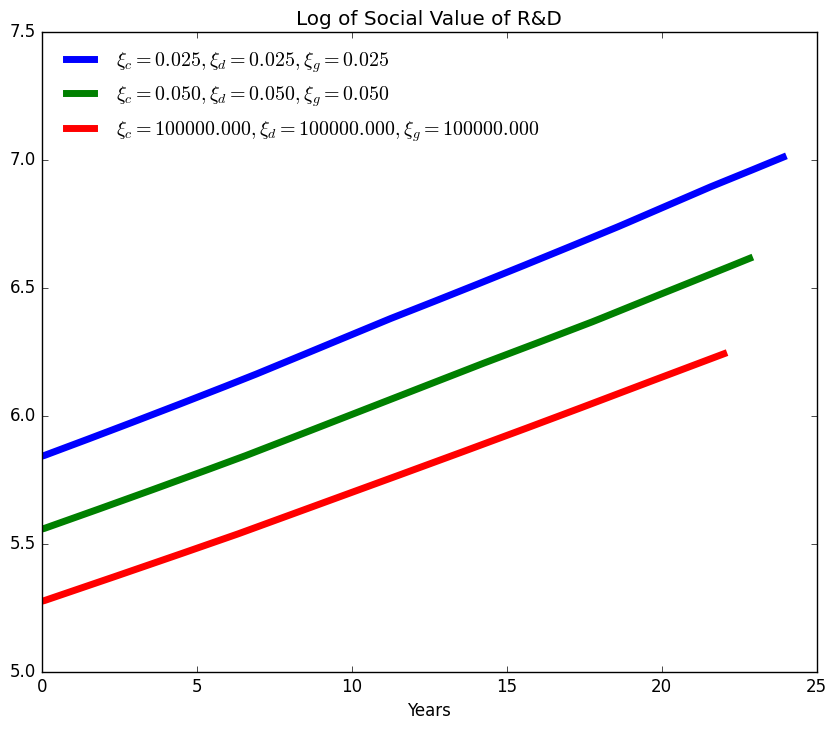 Log of Social Value of R&D
7.5
7.0
6.5
6.0
5.5
5.0
ξc = 0.025, ξd = 0.025, ξg = 0.025
ξc = 0.050, ξd = 0.050, ξg = 0.050
ξc = 100000.000, ξd = 100000.000, ξg = 100000.000
0 5 10 15 20 25
Years